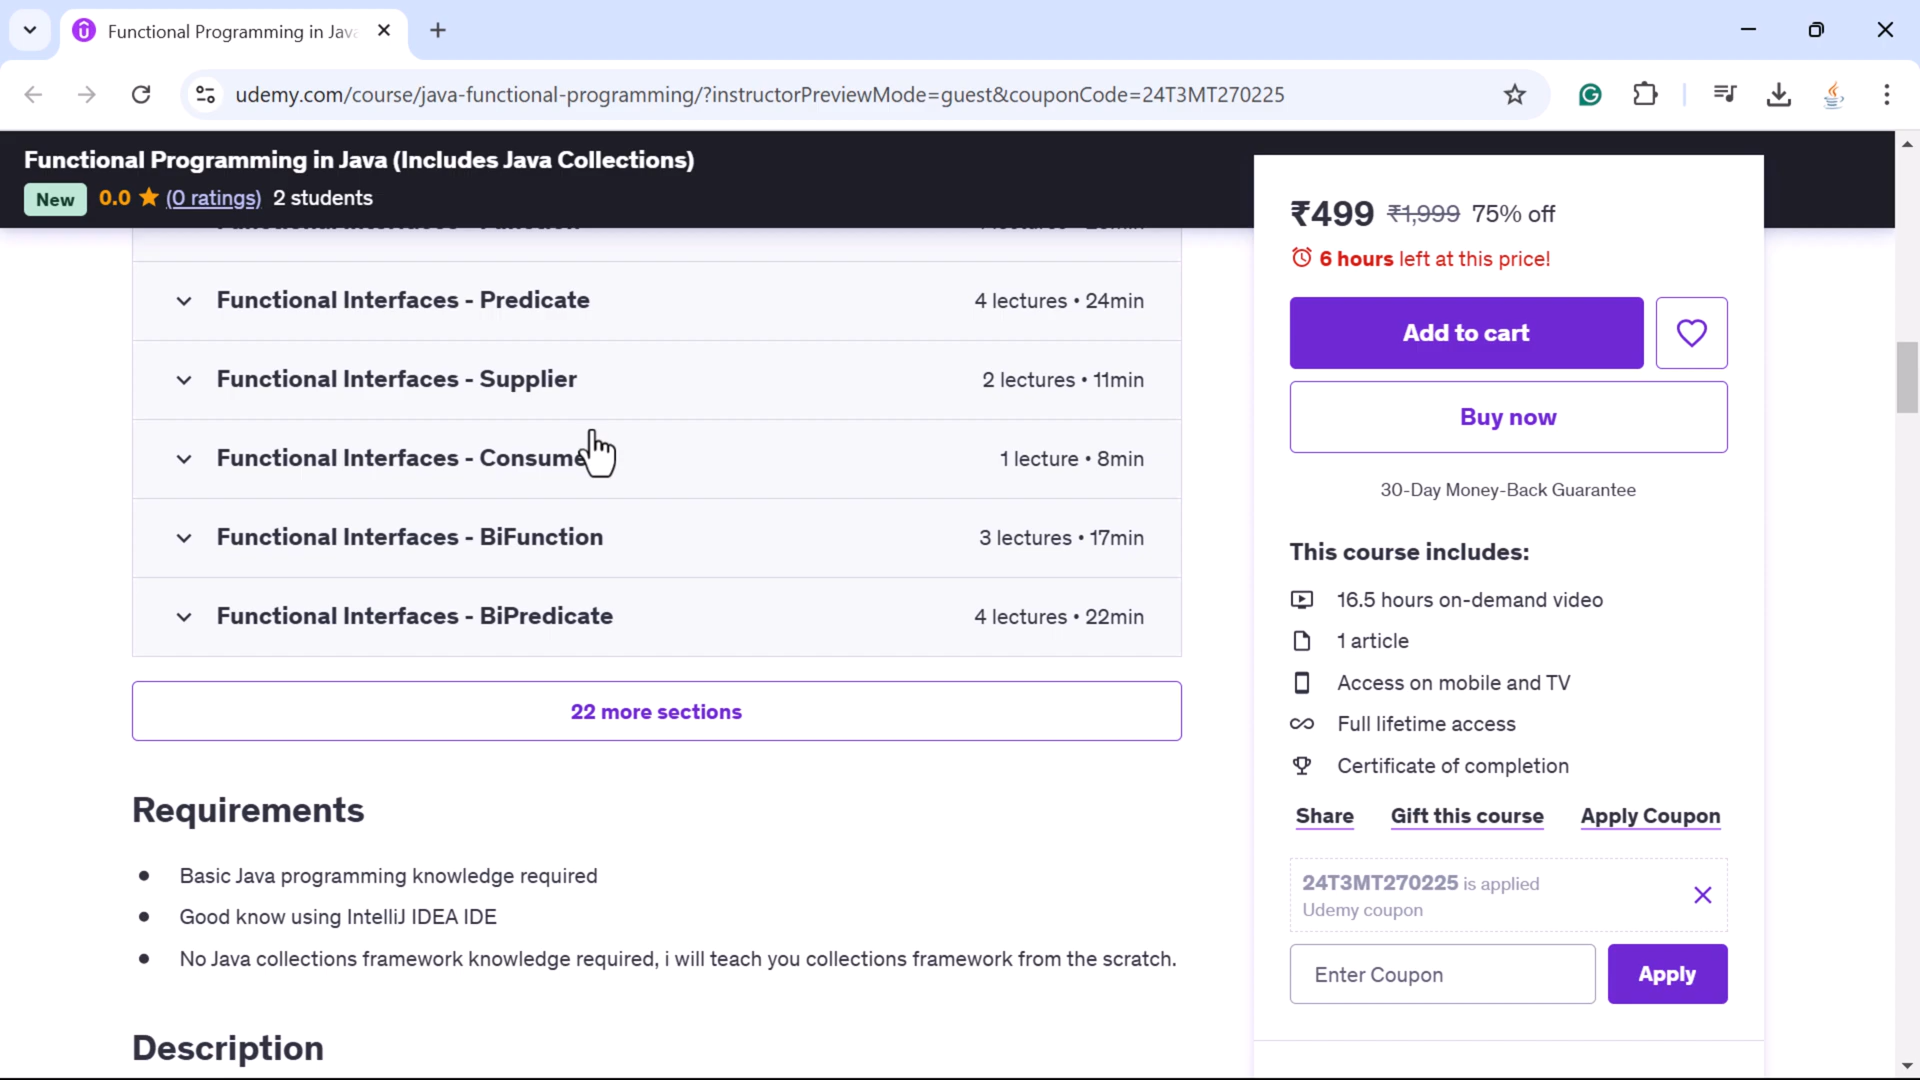 Functional Programming in Jav
udemy.com/course/java-functional-programming/?instructorPreviewMode=guest&couponCode=24T3MT270225
Functional Programming in Java (Includes Java Collections)
New 0.0 ★ (0 ratings) 2 students
Functional Interfaces - Predicate 4 lectures • 24min
Functional Interfaces - Supplier 2 lectures • 11min
Functional Interfaces - Consume 1 lecture • 8min
Functional Interfaces - BiFunction 3 lectures • 17min
Functional Interfaces - BiPredicate 4 lectures • 22min
22 more sections
Requirements
• Basic Java programming knowledge required
• Good know using IntelliJ IDEA IDE
• No Java collections framework knowledge required, i will teach you collections framework from the scratch.
Description
₹499 ₹1,999 75% off
6 hours left at this price!
Add to cart
Buy now
30-Day Money-Back Guarantee
This course includes:
16.5 hours on-demand video
1 article
Access on mobile and TV
Full lifetime access
Certificate of completion
Share Gift this course Apply Coupon
24T3MT270225 is applied
Udemy coupon
Enter Coupon Apply